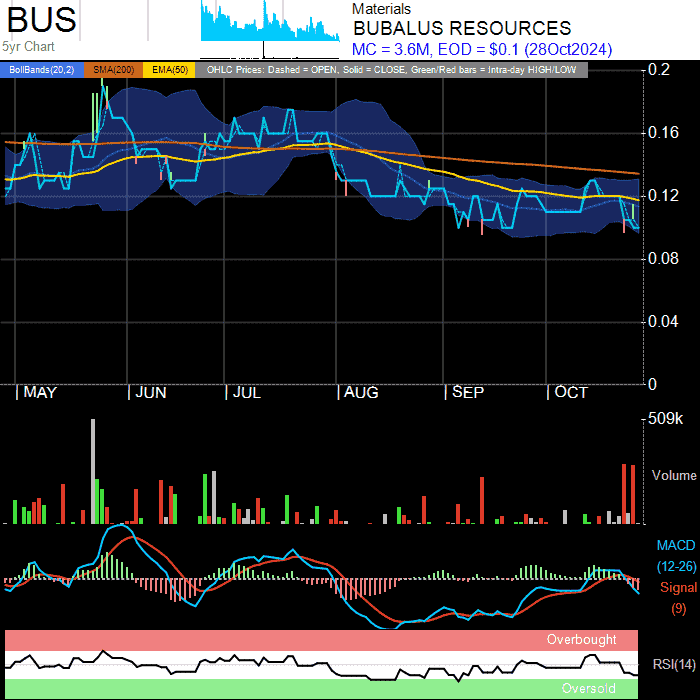 BUS
5yr Chart
Materials
BUBALUS RESOURCES
MC = 3.6M, EOD = $0.1 (28Oct2024)
BollBands(20,2) SMA(200) EMA(50) OHLC Prices: Dashed = OPEN, Solid = CLOSE, Green/Red bars = Intra-day HIGH/LOW
0.2
0.16
0.12
0.08
0.04
0
MAY JUN JUL AUG SEP OCT
509k
Volume
MACD
(12-26)
Signal
(9)
Overbought
RSI(14)
Oversold